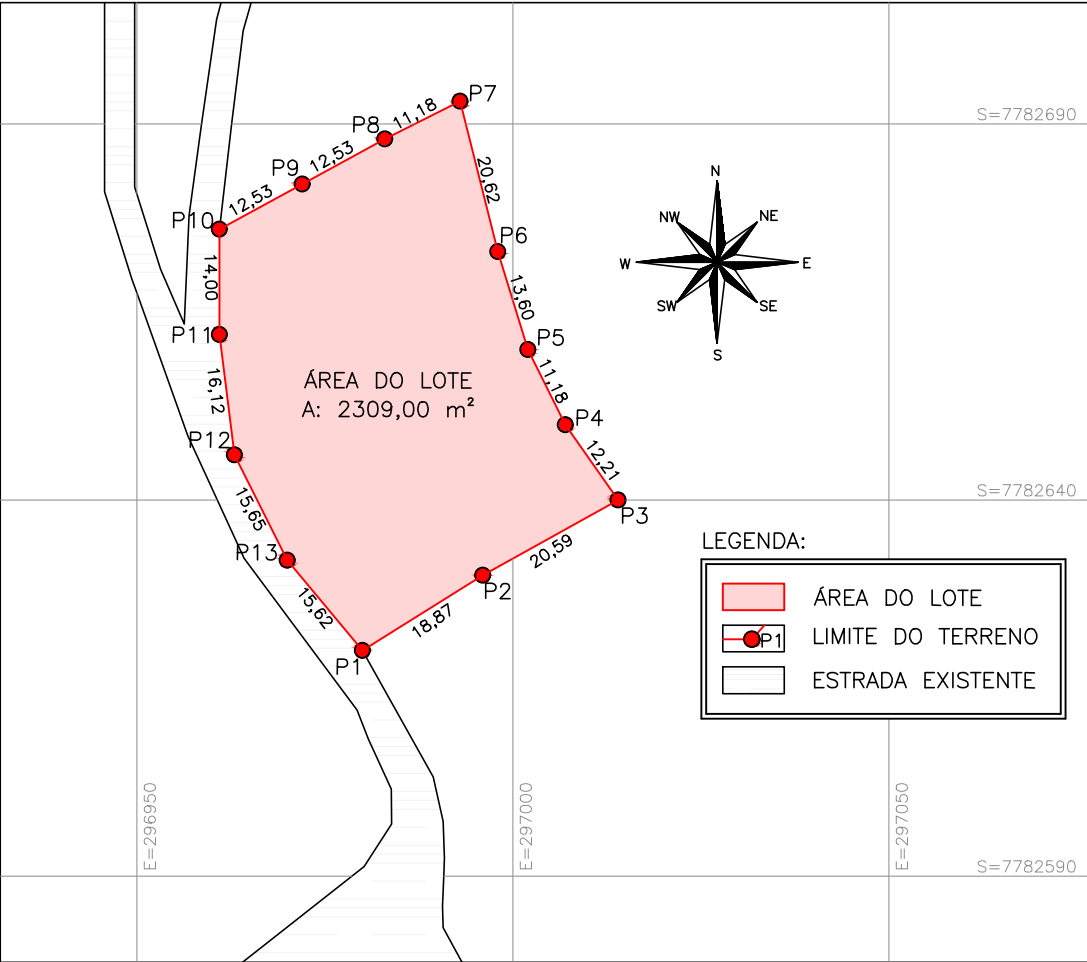 P7
11,18
P8
S=7782690
12,53
P9
20,62
12,53
P10
N
NW
NE
P6
W
E
14,00
13,60
SW
SE
P11
P5
S
11,18
16,12
ÁREA DO LOTE
A: 2309,00 m²
P4
P12
12,21
S=7782640
15,65
P3
P13
20,59
LEGENDA:
P2
ÁREA DO LOTE
15,62
18,87
P1
LIMITE DO TERRENO
P1
ESTRADA EXISTENTE
E=296950
E=297000
E=297050
S=7782590